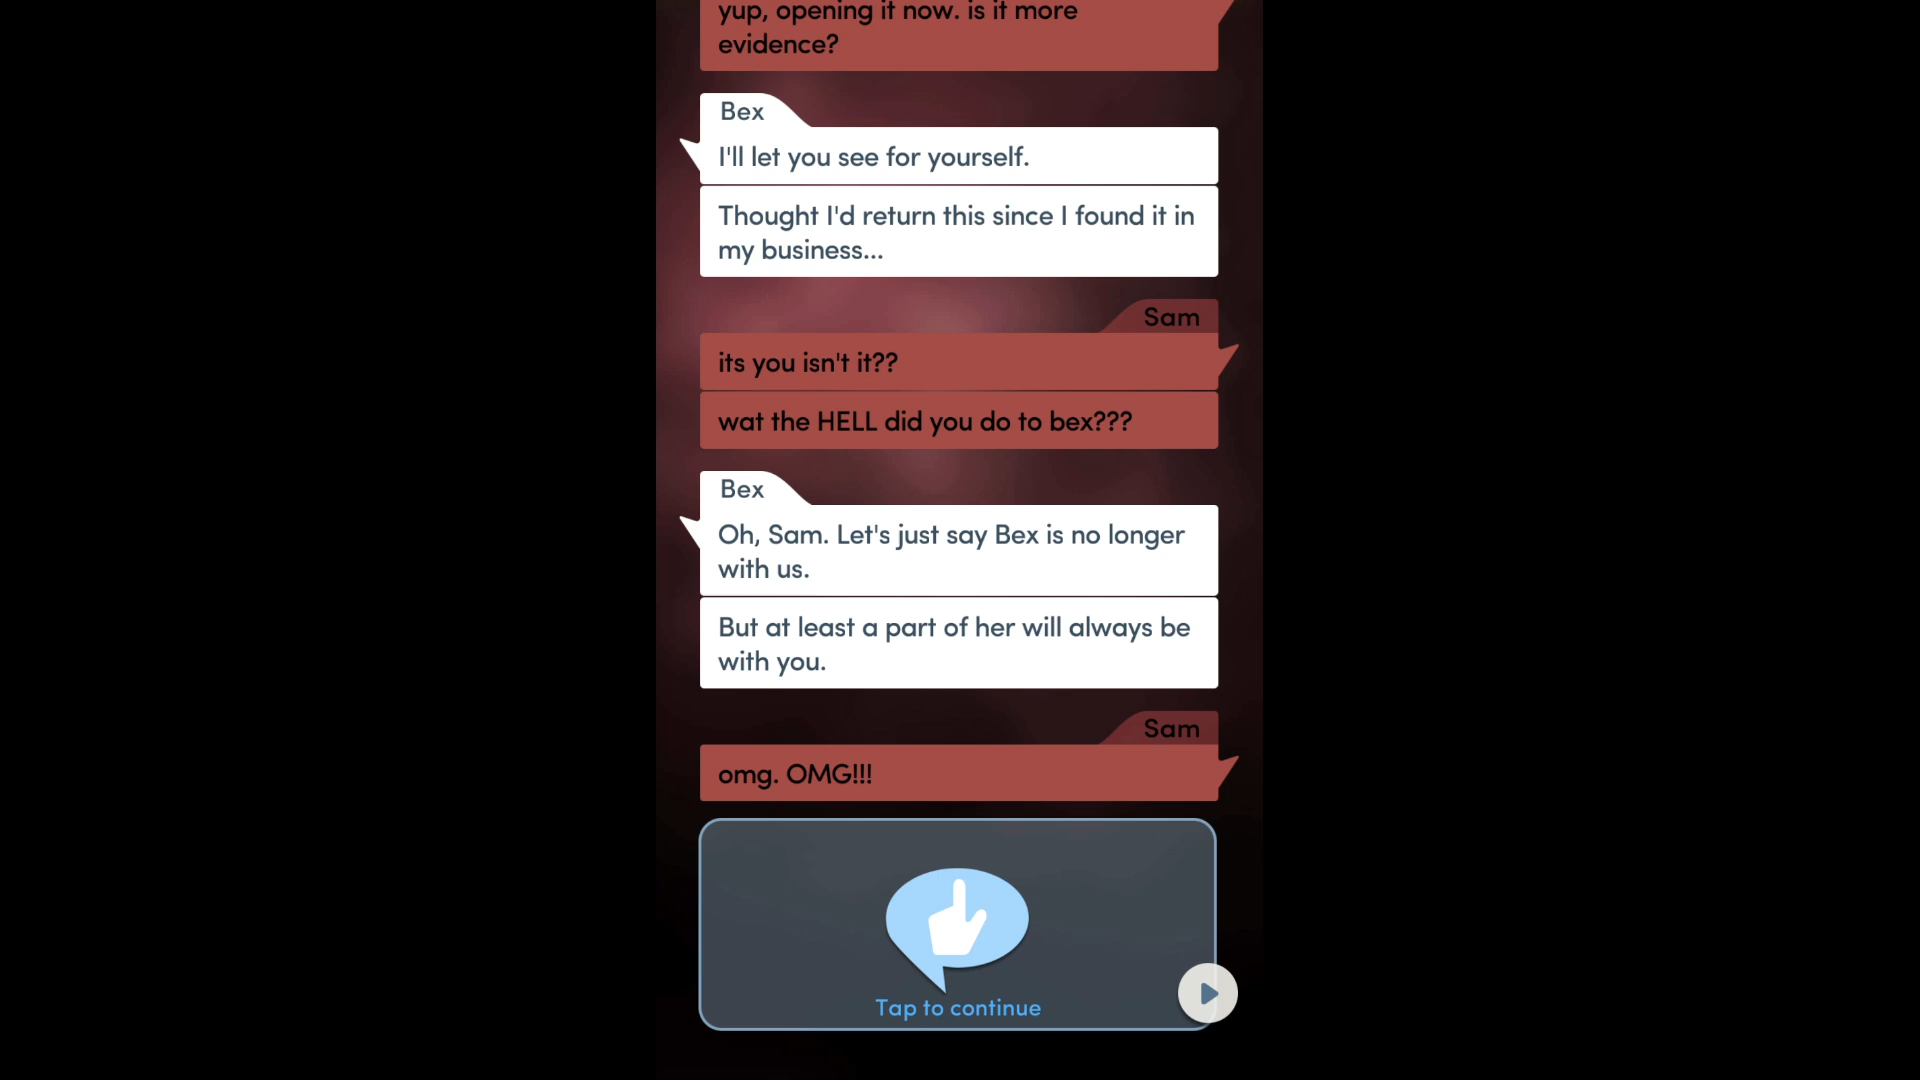 yup, opening it now. is it more
evidence?
Bex
I'll let you see for yourself.
Thought I'd return this since I found it in
my business...
Sam
its you isn't it??
wat the HELL did you do to bex???
Bex
Oh, Sam. Let's just say Bex is no longer
with us.
But at least a part of her will always be
with you.
Sam
omg. OMG!!!
Tap to continue